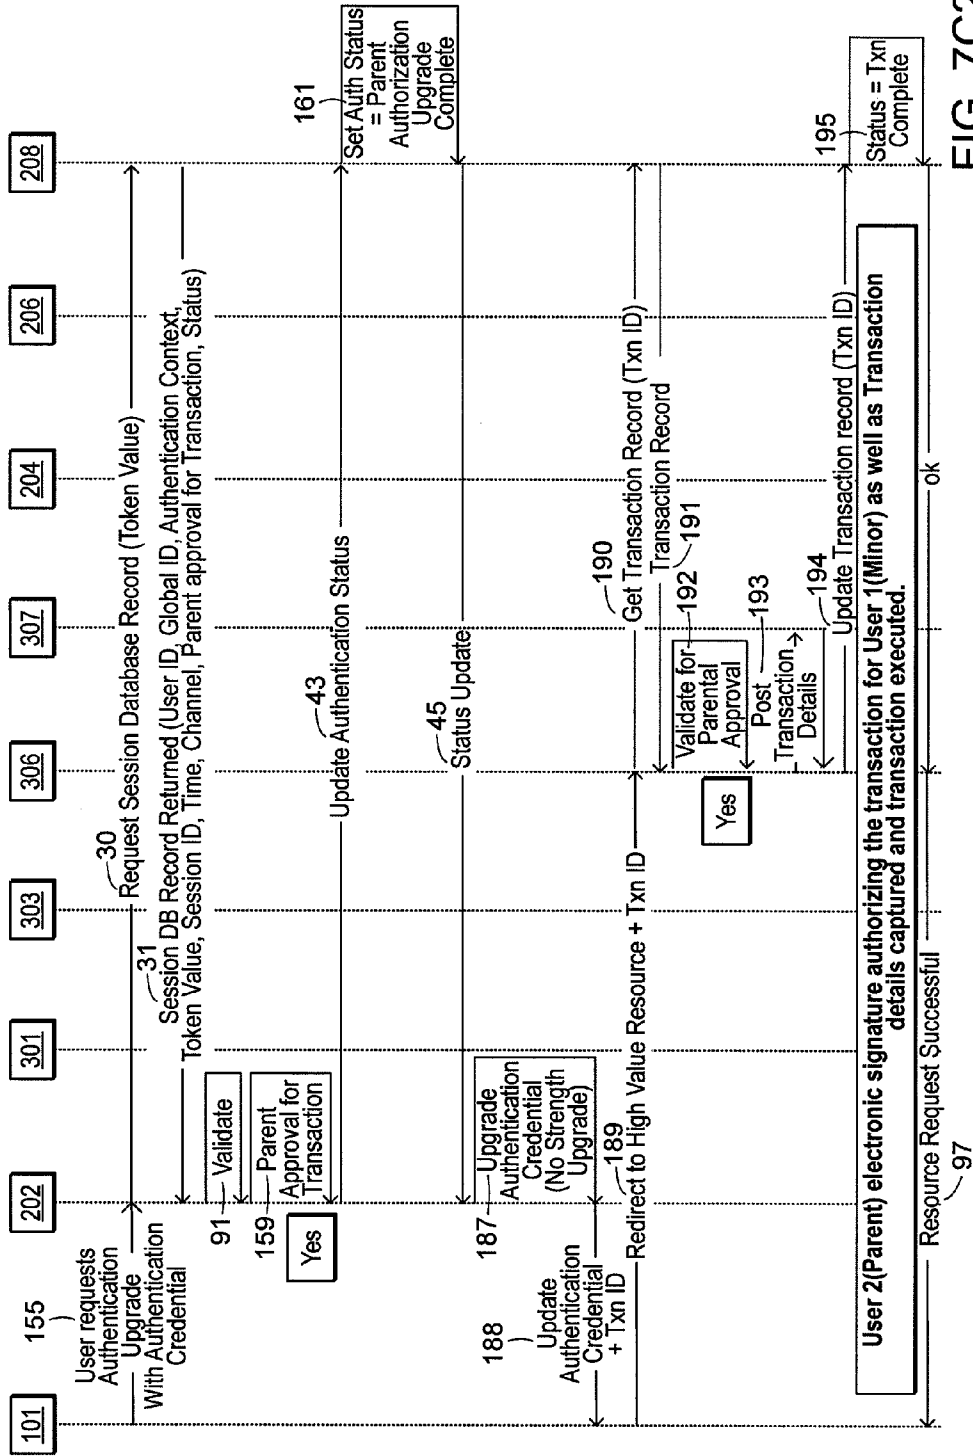 101
202
301
303
306
307
204
206
208
155
User requests
Authentication
Upgrade
With Authentication
Credential
30
Request Session Database Record (Token Value)
31
Session DB Record Returned (User ID, Global ID, Authentication Context,
Token Value, Session ID, Time, Channel, Parent approval for Transaction, Status)
91
Validate
159
Parent
Approval for
Transaction
Yes
43
Update Authentication Status
161
Set Auth Status
= Parent
Authorization
Upgrade
Complete
45
Status Update
187
Upgrade
Authentication
Credential
(No Strength
Upgrade)
188
Update
Authentication
Credential
+ Txn ID
189
Redirect to High Value Resource + Txn ID
190
Get Transaction Record (Txn ID)
Transaction Record
191
192
Validate for
Parental
Approval
Yes
193
Post
Transaction
Details
194
Update Transaction record (Txn ID)
195
Status = Txn
Complete
User 2(Parent) electronic signature authorizing the transaction for User 1(Minor) as well as Transaction
details captured and transaction executed.
ok
Resource Request Successful
97